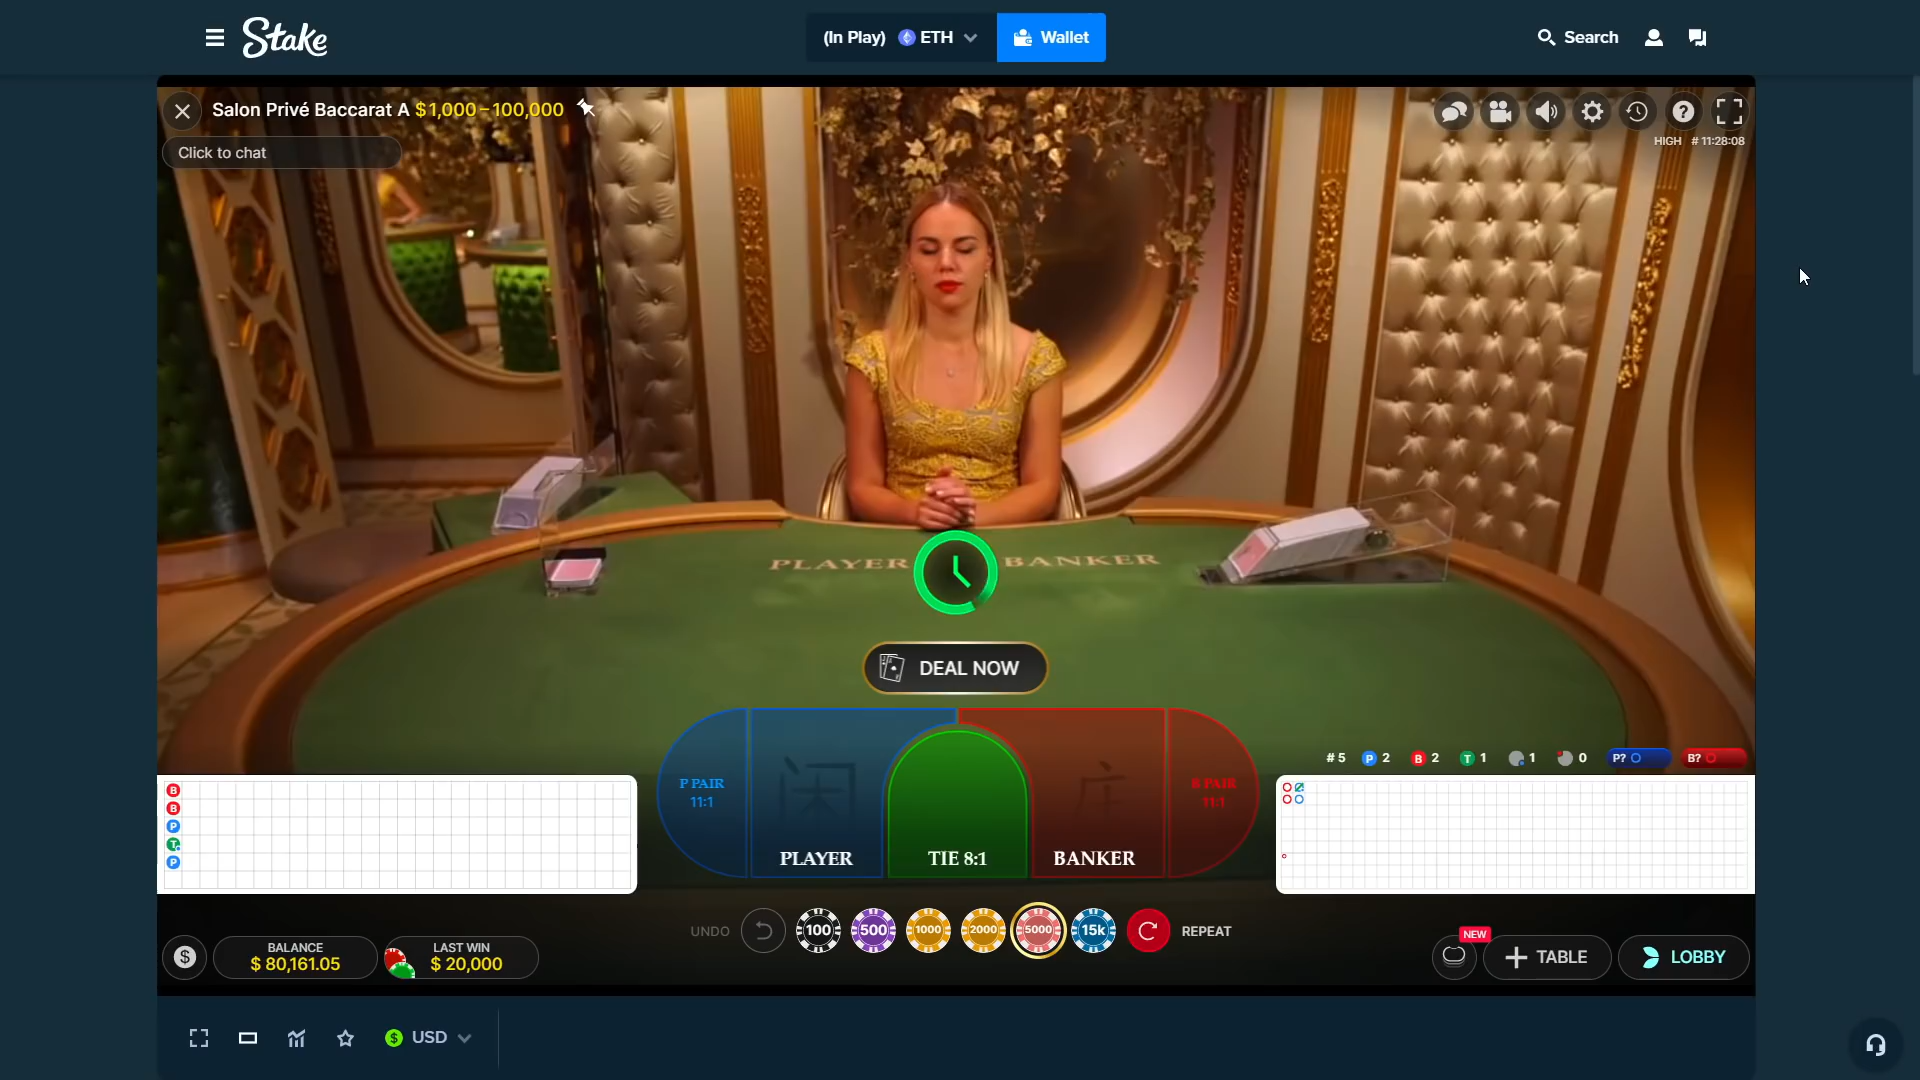 Stake
(In Play) ETH
Wallet
Search
Salon Privé Baccarat A $1,000–100,000
Click to chat
HIGH # 11:28:08
PLAYER BANKER
DEAL NOW
# 5 P 2 B 2 T 1 1 0 P? B?
P PAIR
11:1
闲
PLAYER
TIE 8:1
庄
BANKER
B PAIR
11:1
B
B
P
T
P
UNDO
100
500
1000
2000
5000
15k
REPEAT
BALANCE
$ 80,161.05
LAST WIN
$ 20,000
NEW
TABLE
LOBBY
$ USD